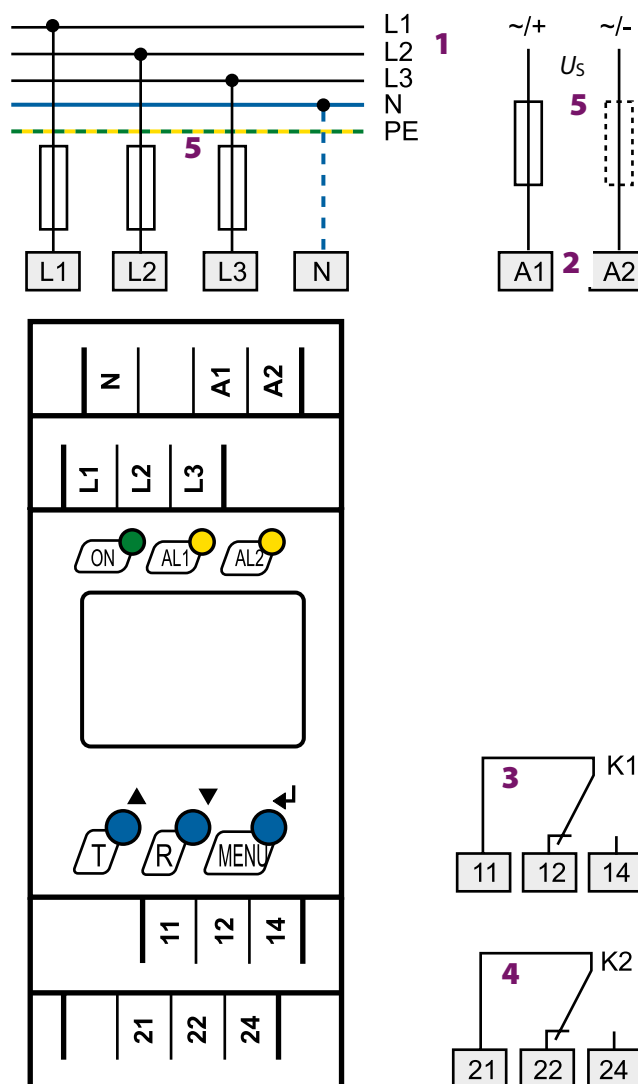 L1
L2
L3
N
PE
1
5
L1 L2 L3 N
~/+ ~/-
US
5
A1 2 A2
N A1 A2
L1 L2 L3
ON AL1 AL2
▲ ▼ ↵
T R MENU
11 12 14
21 22 24
3 K1
11 12 14
4 K2
21 22 24